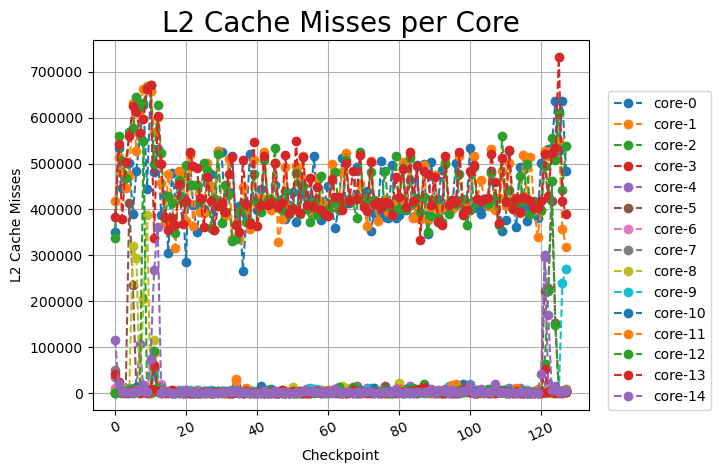 L2 Cache Misses per Core
L2 Cache Misses
700000
600000
500000
400000
300000
200000
100000
0
0
20
40
60
80
100
120
Checkpoint
core-0
core-1
core-2
core-3
core-4
core-5
core-6
core-7
core-8
core-9
core-10
core-11
core-12
core-13
core-14